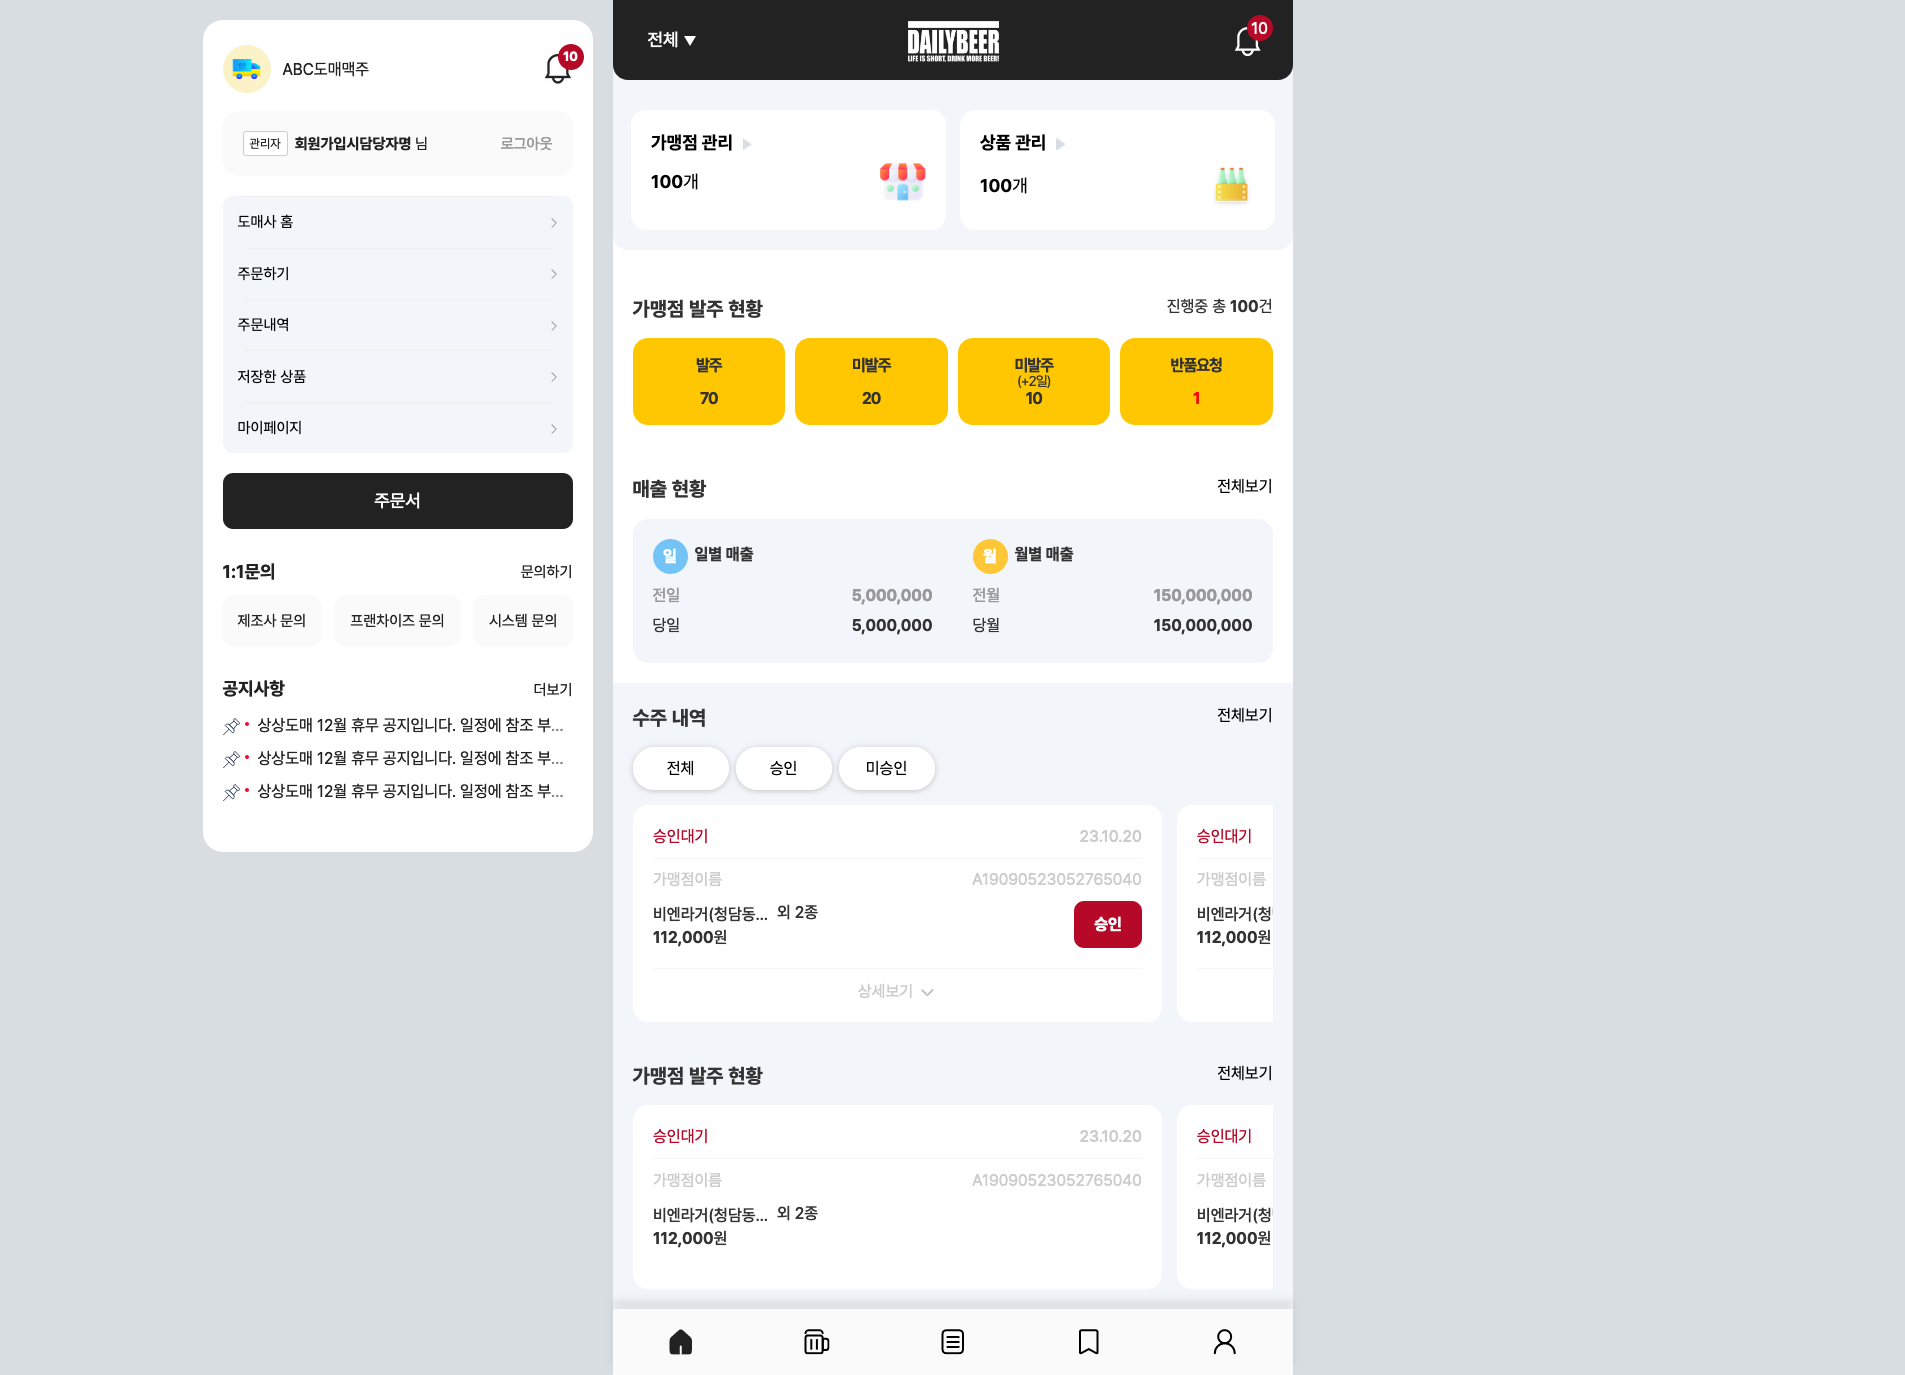 ABC도매맥주
10
관리자 회원가입시담당자명 님
로그아웃
도매사 홈
주문하기
주문내역
저장한 상품
마이페이지
주문서
1:1문의
문의하기
제조사 문의
프랜차이즈 문의
시스템 문의
공지사항
더보기
상상도매 12월 휴무 공지입니다. 일정에 참조 부...
상상도매 12월 휴무 공지입니다. 일정에 참조 부...
상상도매 12월 휴무 공지입니다. 일정에 참조 부...
전체 ▼
DAILYBEER
LIFE IS SHORT, DRINK MORE BEER!
10
가맹점 관리
100개
상품 관리
100개
가맹점 발주 현황
진행중 총 100건
발주
70
미발주
20
미발주
(+2일)
10
반품요청
1
매출 현황
전체보기
일 일별 매출
전일 5,000,000
당일 5,000,000
월 월별 매출
전월 150,000,000
당월 150,000,000
수주 내역
전체보기
전체
승인
미승인
승인대기 23.10.20
가맹점이름 A19090523052765040
비엔라거(청담동... 외 2종
112,000원
승인
상세보기
승인대기
가맹점이름
비엔라거(청
112,000원
가맹점 발주 현황
전체보기
승인대기 23.10.20
가맹점이름 A19090523052765040
비엔라거(청담동... 외 2종
112,000원
승인대기
가맹점이름
비엔라거(청
112,000원